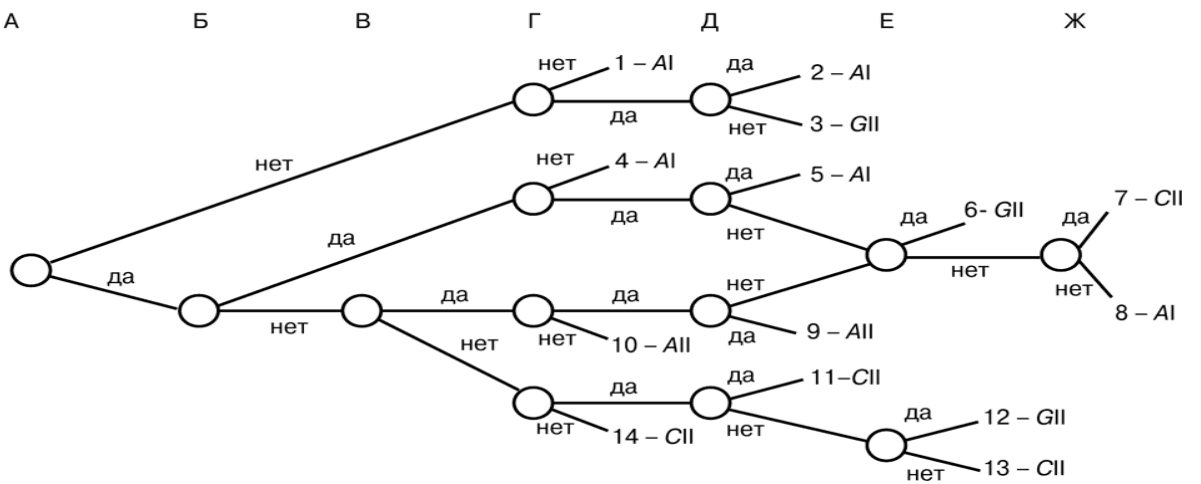 А Б В Г Д Е Ж
нет 1 – AI да 2 – AI
да нет 3 – GII
нет
нет 4 – AI да 5 – AI
да да нет
да 6- GII да 7 – CII
нет нет 8 – AI
да
нет да да нет
нет нет 10 – AII да 9 – AII
да да 11–CII
нет 14 – CII нет
да 12 – GII
нет 13 – CII